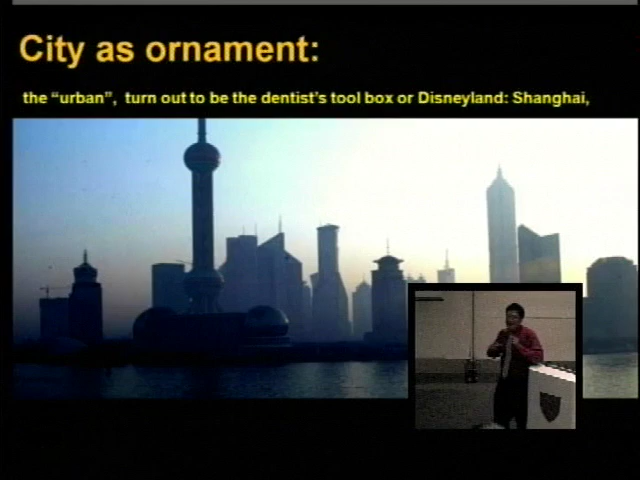 City as ornament:
the “urban”,  turn out to be the dentist’s tool box or Disneyland: Shanghai,